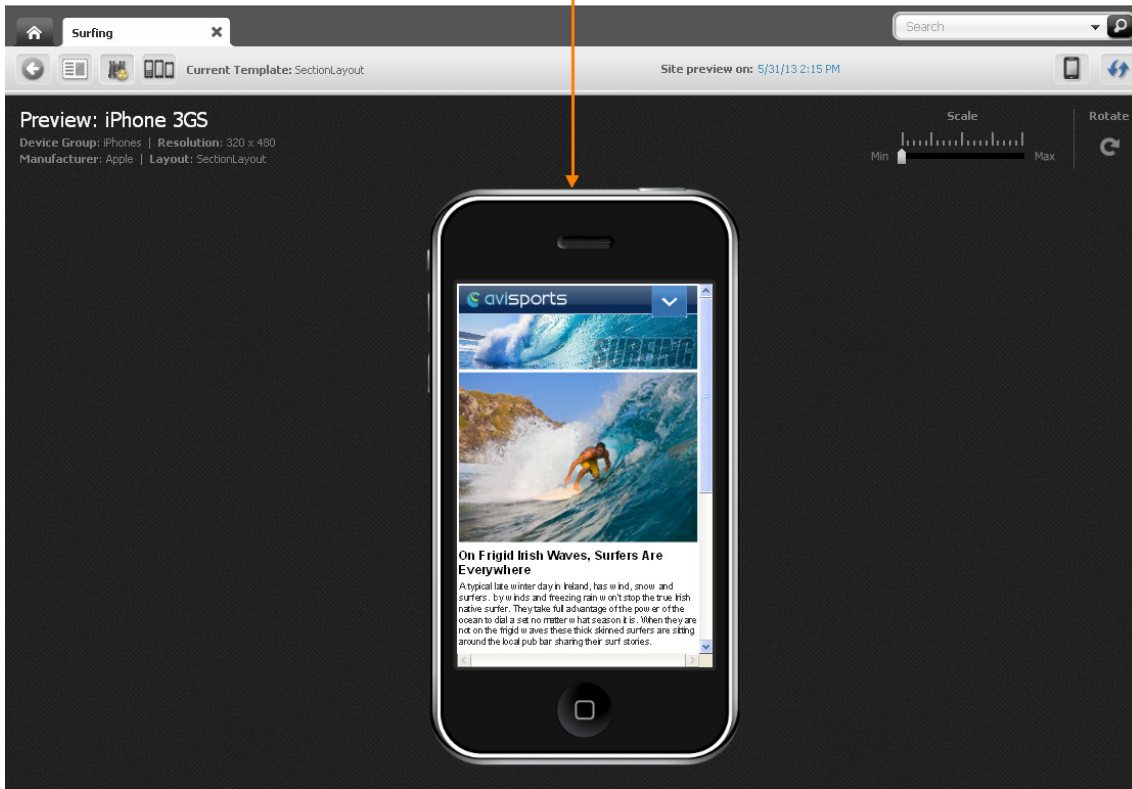 Surfing
Search
Current Template: SectionLayout
Site preview on: 5/31/13 2:15 PM
Preview: iPhone 3GS
Device Group: iPhones | Resolution: 320 x 480
Manufacturer: Apple | Layout: SectionLayout
Scale
Rotate
Min
Max
avisports
SURFING
On Frigid Irish Waves, Surfers Are
Everywhere
A typical late winter day in Ireland, has wind, snow and
surfers. by winds and freezing rain won't stop the true Irish
native surfer. They take full advantage of the power of the
ocean to dial a set no matter what season it is. When they are
not on the frigid waves these thick skinned surfers are sitting
around the local pub bar sharing their surf stories.